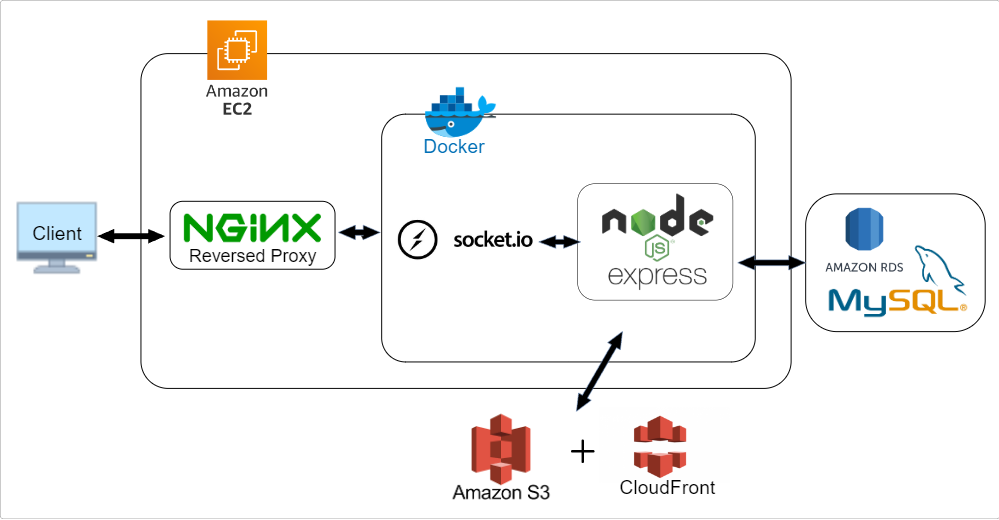 Amazon
EC2
Docker
Client
NGINX
Reversed Proxy
socket.io
node
JS
express
AMAZON RDS
MySQL®
Amazon S3
+
CloudFront